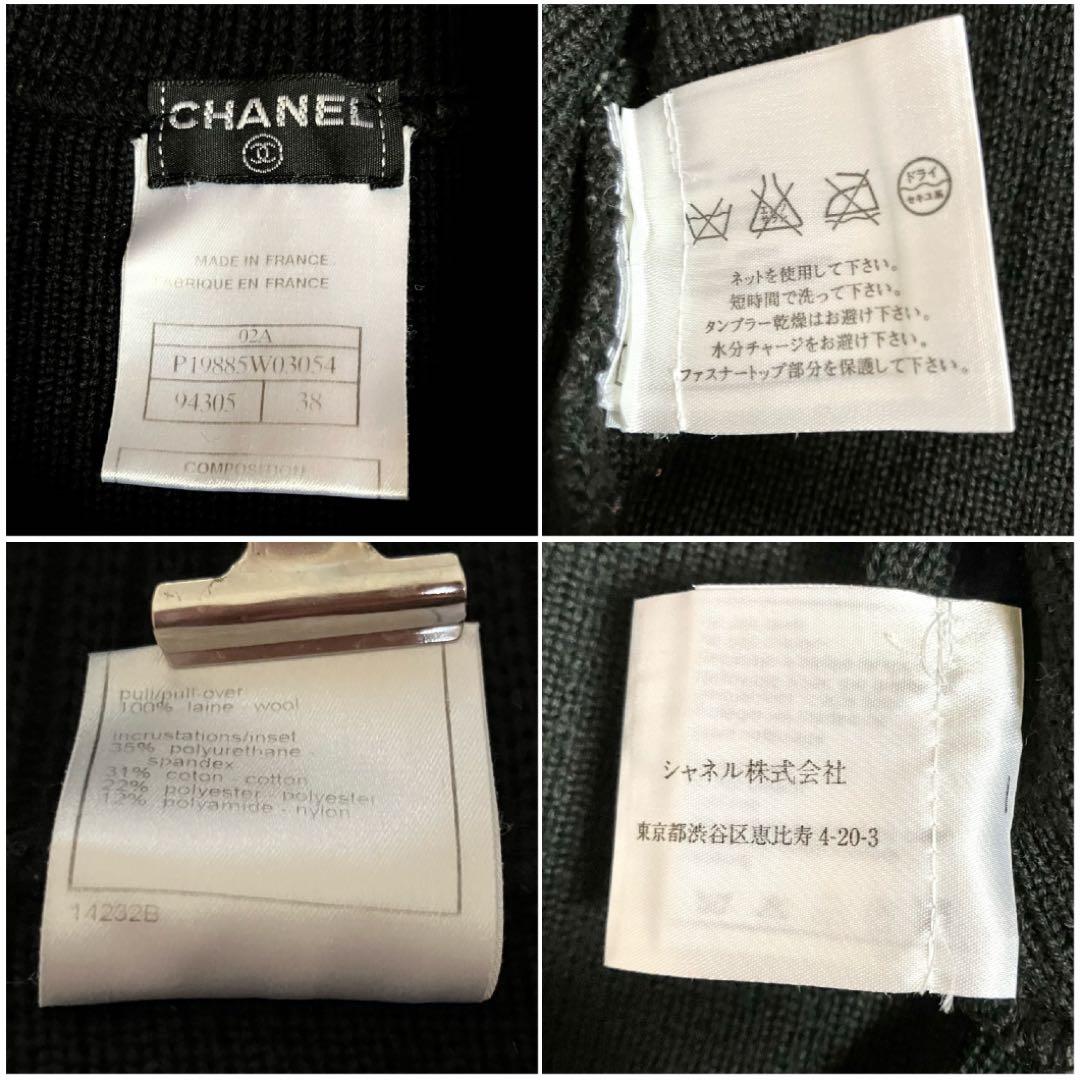 CHANEL
MADE IN FRANCE
FABRIQUE EN FRANCE
02A
P19885W03054
94305 38
COMPOSITION
ドライ
セキユ系
エンソ
サラシ
ネットを使用して下さい。
短時間で洗って下さい。
タンブラー乾燥はお避け下さい。
水分チャージをお避け下さい。
ファスナートップ部分を保護して下さい。
pull/pull-over
100% laine - wool
incrustations/inset
35% polyurethane -
spandex
31% coton - cotton
22% polyester - polyester
12% polyamide - nylon
14232B
シャネル株式会社
東京都渋谷区恵比寿 4-20-3